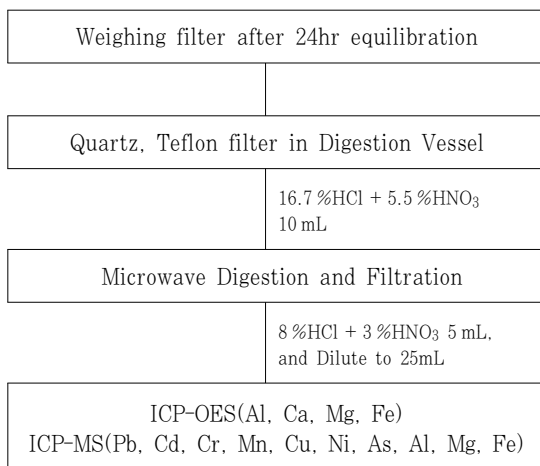 Weighing filter after 24hr equilibration
Quartz, Teflon filter in Digestion Vessel
16.7 %HCl + 5.5 %HNO₃
10 mL
Microwave Digestion and Filtration
8 %HCl + 3 %HNO₃ 5 mL,
and Dilute to 25mL
ICP-OES(Al, Ca, Mg, Fe)
ICP-MS(Pb, Cd, Cr, Mn, Cu, Ni, As, Al, Mg, Fe)